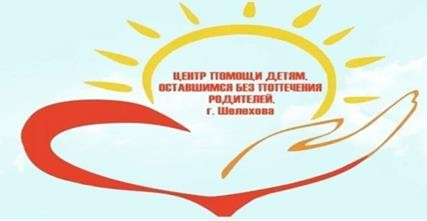 ЦЕНТР ПОМОЩИ ДЕТЯМ,
ОСТАВШИМСЯ БЕЗ ПОПЕЧЕНИЯ
РОДИТЕЛЕЙ,
г. Шелехова